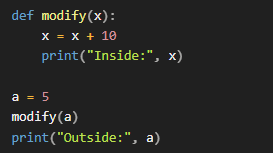 def modify(x):
    x = x + 10
    print("Inside:", x)

a = 5
modify(a)
print("Outside:", a)